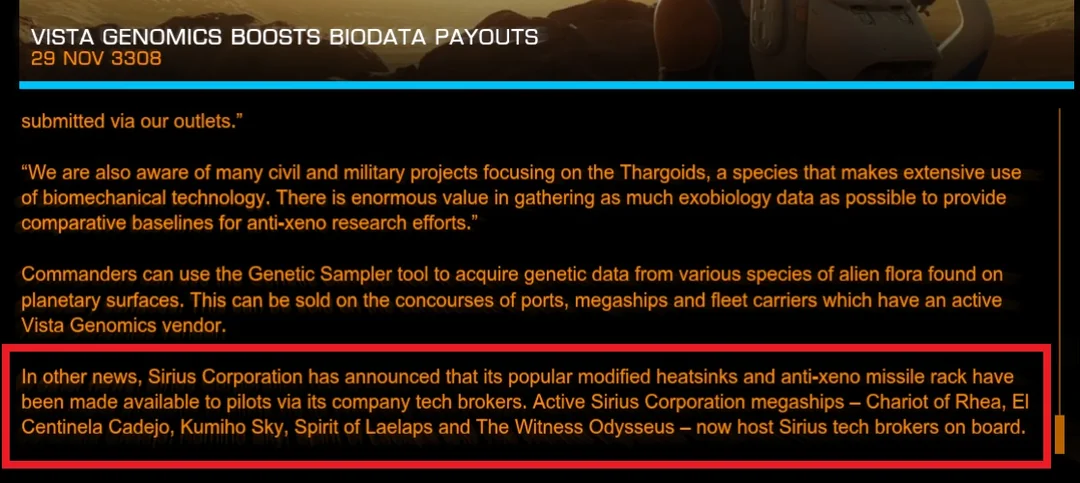 VISTA GENOMICS BOOSTS BIODATA PAYOUTS
29 NOV 3308
submitted via our outlets.”
“We are also aware of many civil and military projects focusing on the Thargoids, a species that makes extensive use
of biomechanical technology. There is enormous value in gathering as much exobiology data as possible to provide
comparative baselines for anti-xeno research efforts.”
Commanders can use the Genetic Sampler tool to acquire genetic data from various species of alien flora found on
planetary surfaces. This can be sold on the concourses of ports, megaships and fleet carriers which have an active
Vista Genomics vendor.
In other news, Sirius Corporation has announced that its popular modified heatsinks and anti-xeno missile rack have
been made available to pilots via its company tech brokers. Active Sirius Corporation megaships – Chariot of Rhea, El
Centinela Cadejo, Kumiho Sky, Spirit of Laelaps and The Witness Odysseus – now host Sirius tech brokers on board.